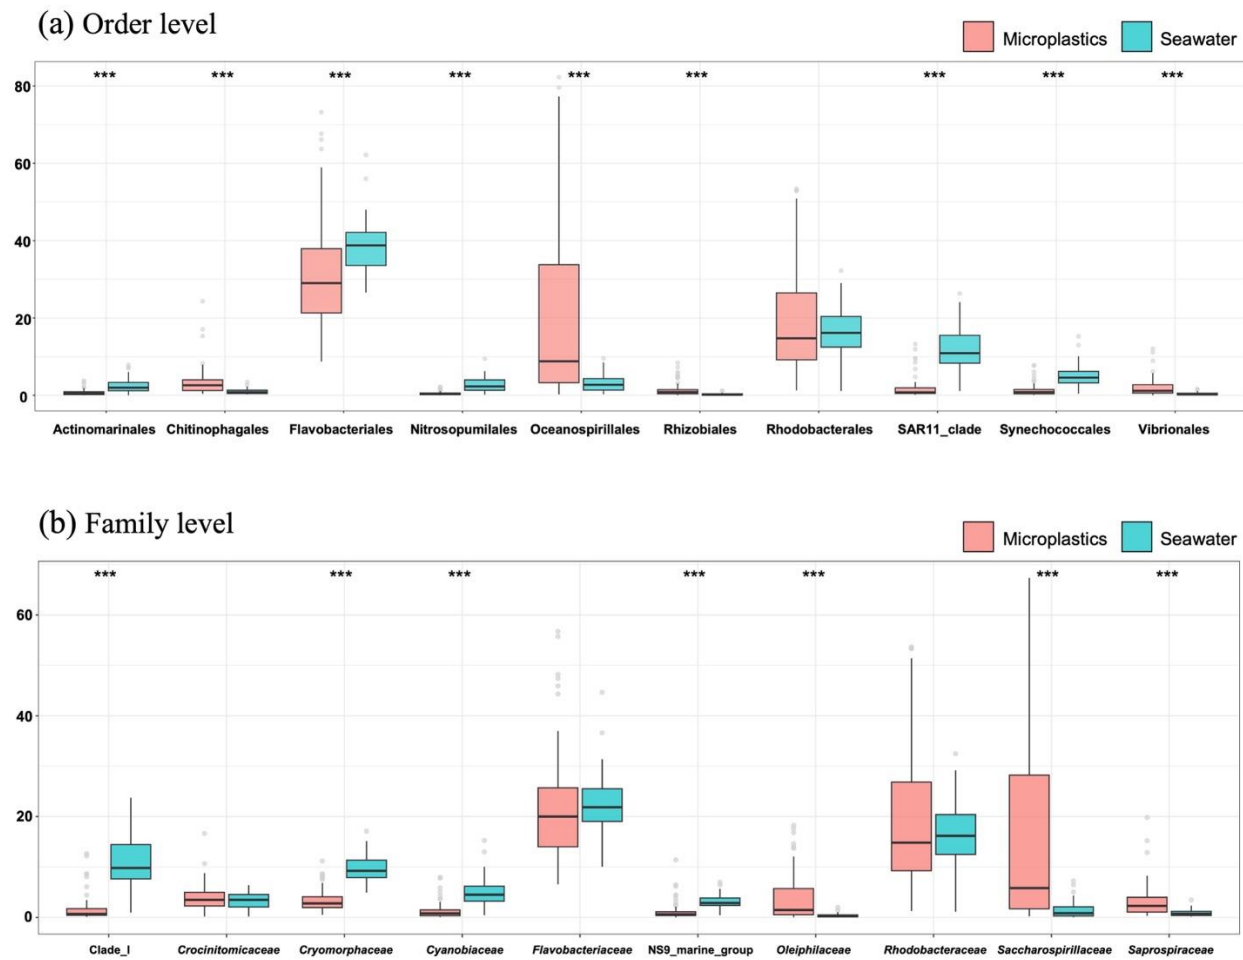 (a) Order level
Microplastics Seawater
*** *** *** *** *** *** *** *** ***
80
60
40
20
0
Actinomarinales Chitinophagales Flavobacteriales Nitrosopumilales Oceanospirillales Rhizobiales Rhodobacterales SAR11_clade Synechococcales Vibrionales
(b) Family level
Microplastics Seawater
*** *** *** *** *** *** ***
60
40
20
0
Clade_I Crocinitomicaceae Cryomorphaceae Cyanobiaceae Flavobacteriaceae NS9_marine_group Oleiphilaceae Rhodobacteraceae Saccharospirillaceae Saprospiraceae